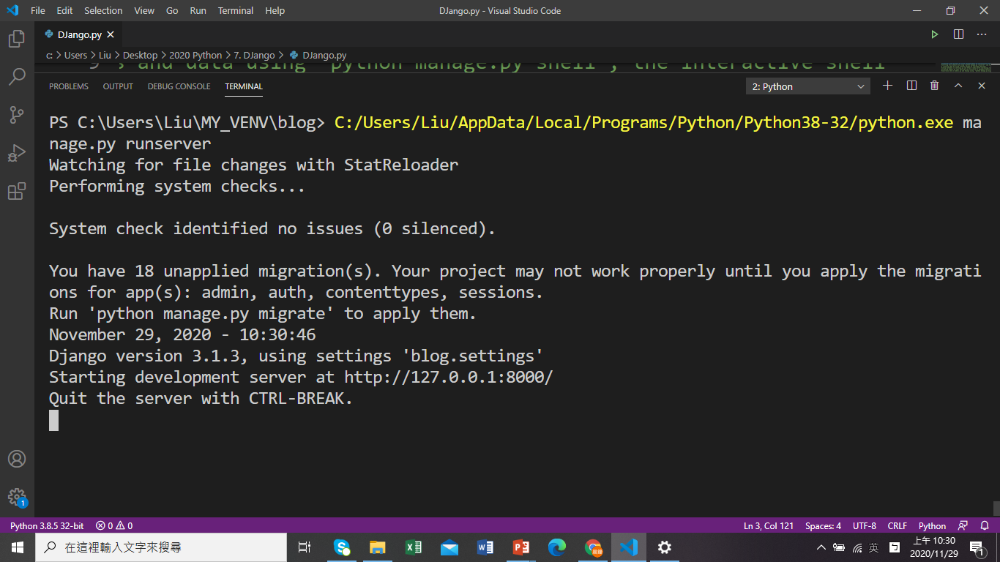 File Edit Selection View Go Run Terminal Help DJango.py - Visual Studio Code
DJango.py
c: > Users > Liu > Desktop > 2020 Python > 7. DJango > DJango.py
9 s and data using "python manage.py shell", the interactive shell
PROBLEMS OUTPUT DEBUG CONSOLE TERMINAL 2: Python
PS C:\Users\Liu\MY_VENV\blog> C:/Users/Liu/AppData/Local/Programs/Python/Python38-32/python.exe ma
nage.py runserver
Watching for file changes with StatReloader
Performing system checks...
System check identified no issues (0 silenced).
You have 18 unapplied migration(s). Your project may not work properly until you apply the migrati
ons for app(s): admin, auth, contenttypes, sessions.
Run 'python manage.py migrate' to apply them.
November 29, 2020 - 10:30:46
Django version 3.1.3, using settings 'blog.settings'
Starting development server at http://127.0.0.1:8000/
Quit the server with CTRL-BREAK.
1
Python 3.8.5 32-bit 0 0 Ln 3, Col 121 Spaces: 4 UTF-8 CRLF Python
在這裡輸入文字來搜尋 英 上午 10:30
2020/11/29 1